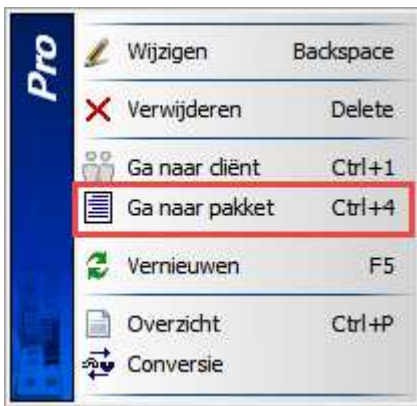 Pro
Wijzigen Backspace
Verwijderen Delete
Ga naar cliënt Ctrl+1
Ga naar pakket Ctrl+4
Vernieuwen F5
Overzicht Ctrl+P
Conversie